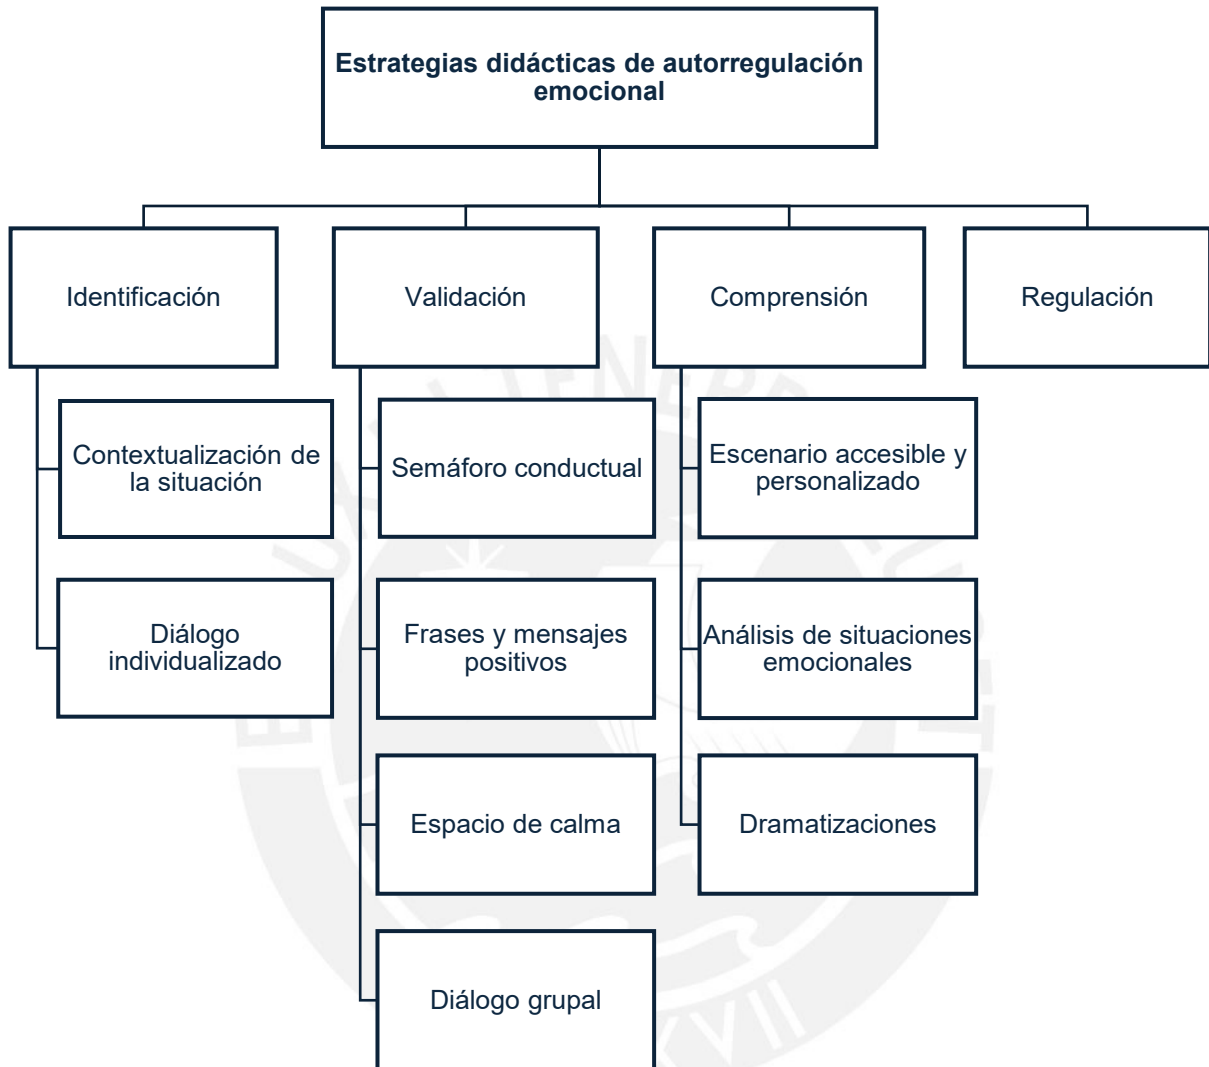 Estrategias didácticas de autorregulación
emocional
Identificación
Validación
Comprensión
Regulación
Contextualización de
la situación
Semáforo conductual
Escenario accesible y
personalizado
Diálogo
individualizado
Frases y mensajes
positivos
Análisis de situaciones
emocionales
Espacio de calma
Dramatizaciones
Diálogo grupal